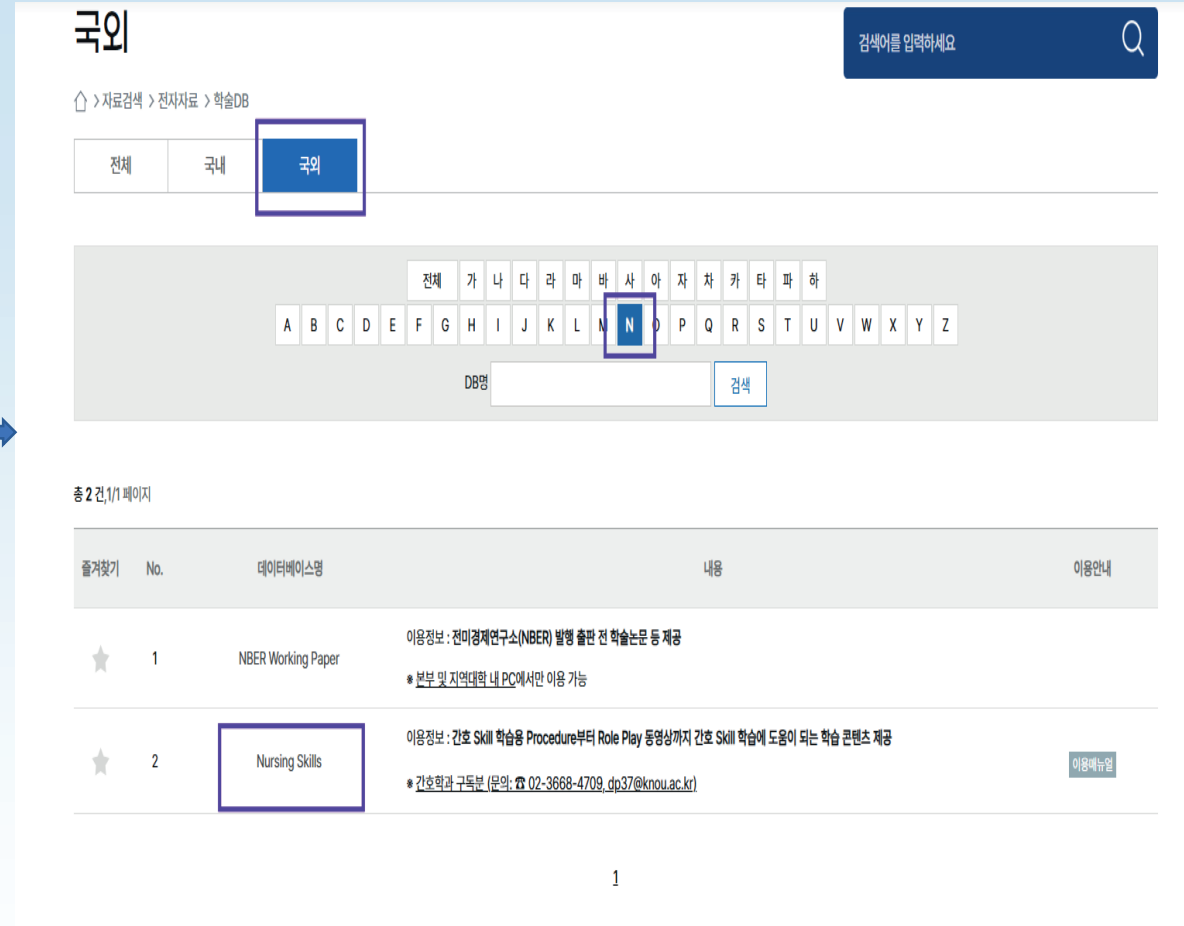 국외
검색어를 입력하세요
> 자료검색 > 전자자료 > 학술DB
전체 국내 국외
전체 가 나 다 라 마 바 사 아 자 차 카 타 파 하
A B C D E F G H I J K L M N O P Q R S T U V W X Y Z
DB명 검색
총 2 건,1/1 페이지
즐겨찾기 No. 데이터베이스명 내용 이용안내
이용정보 : 전미경제연구소(NBER) 발행 출판 전 학술논문 등 제공
1 NBER Working Paper
※ 본부 및 지역대학 내 PC에서만 이용 가능
이용정보 : 간호 Skill 학습용 Procedure부터 Role Play 동영상까지 간호 Skill 학습에 도움이 되는 학습 콘텐츠 제공
2 Nursing Skills 이용매뉴얼
※ 간호학과 구독분 (문의: ☎ 02-3668-4709, dp37@knou.ac.kr)
1